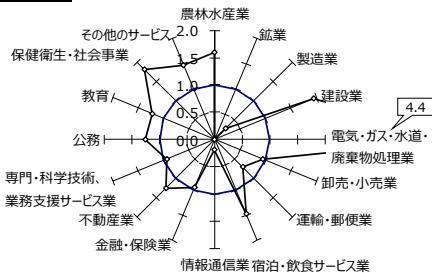 農林水産業
その他のサービス
鉱業
保健衛生・社会事業
製造業
教育
建設業
4.4
公務
電気・ガス・水道・
廃棄物処理業
専門・科学技術、
業務支援サービス業
卸売・小売業
不動産業
運輸・郵便業
金融・保険業
情報通信業
宿泊・飲食サービス業
2.0
1.5
1.0
0.5
0.0